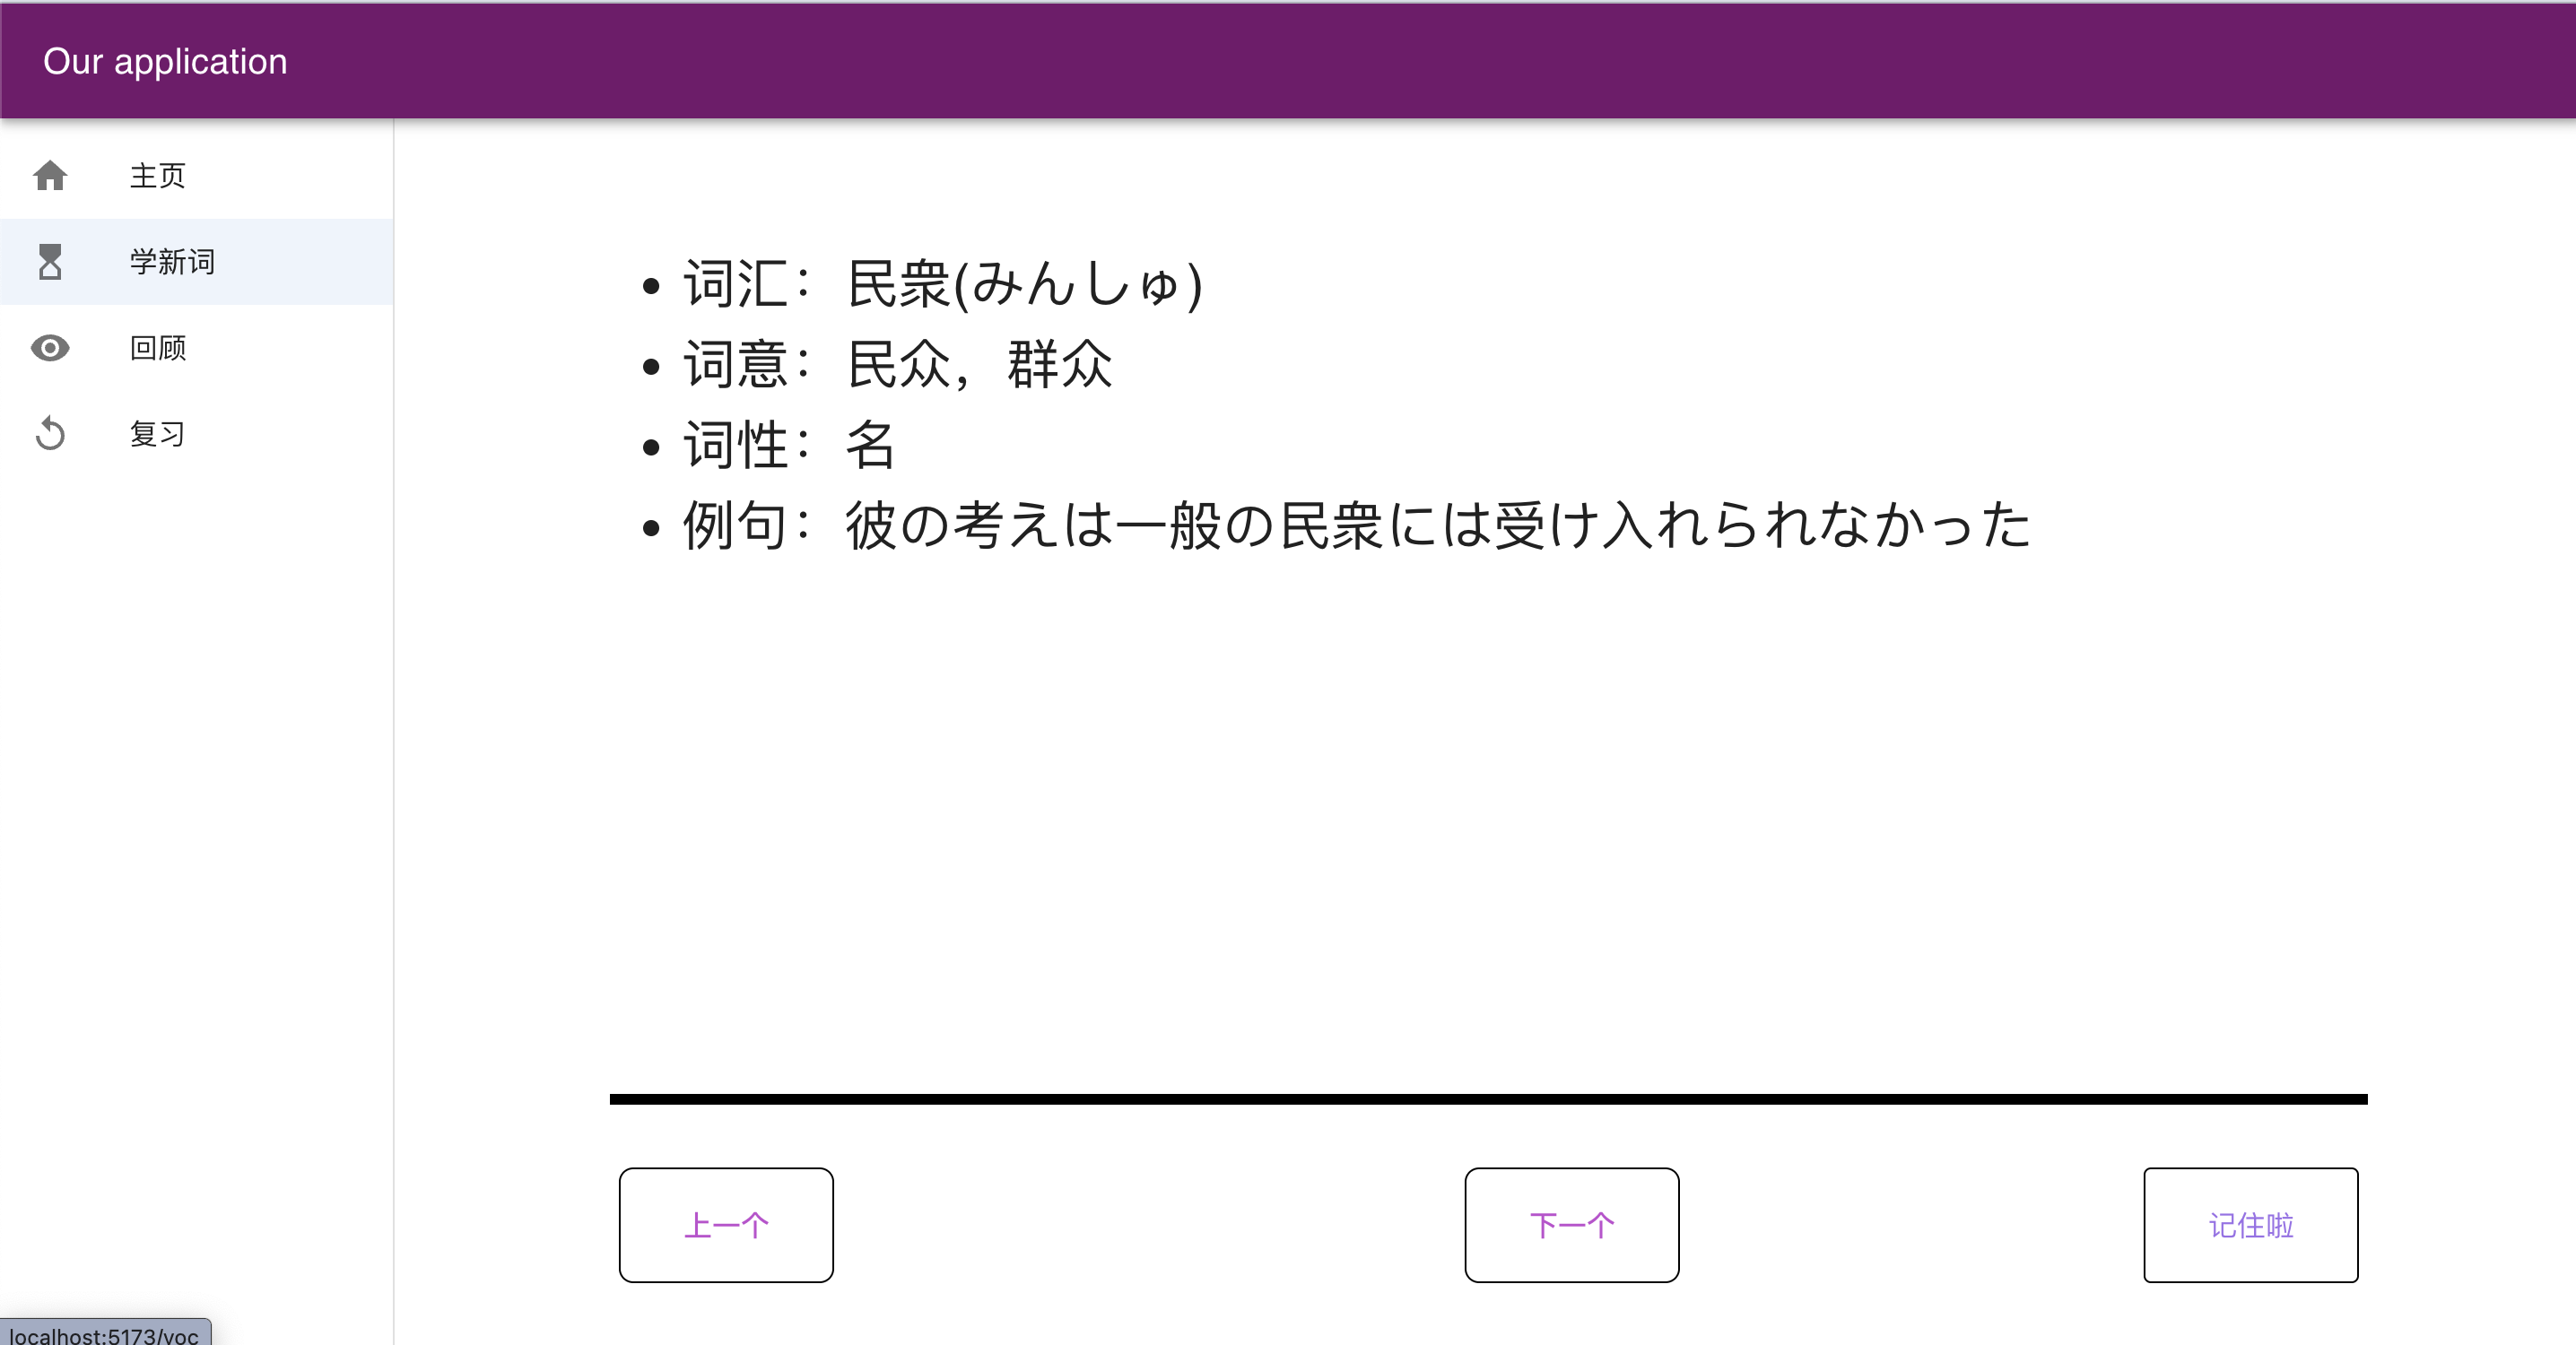 Our application
主页
学新词
回顾
复习
词汇：民衆(みんしゅ)
词意：民众，群众
词性：名
例句：彼の考えは一般の民衆には受け入れられなかった
上一个
下一个
记住啦
localhost:5173/voc